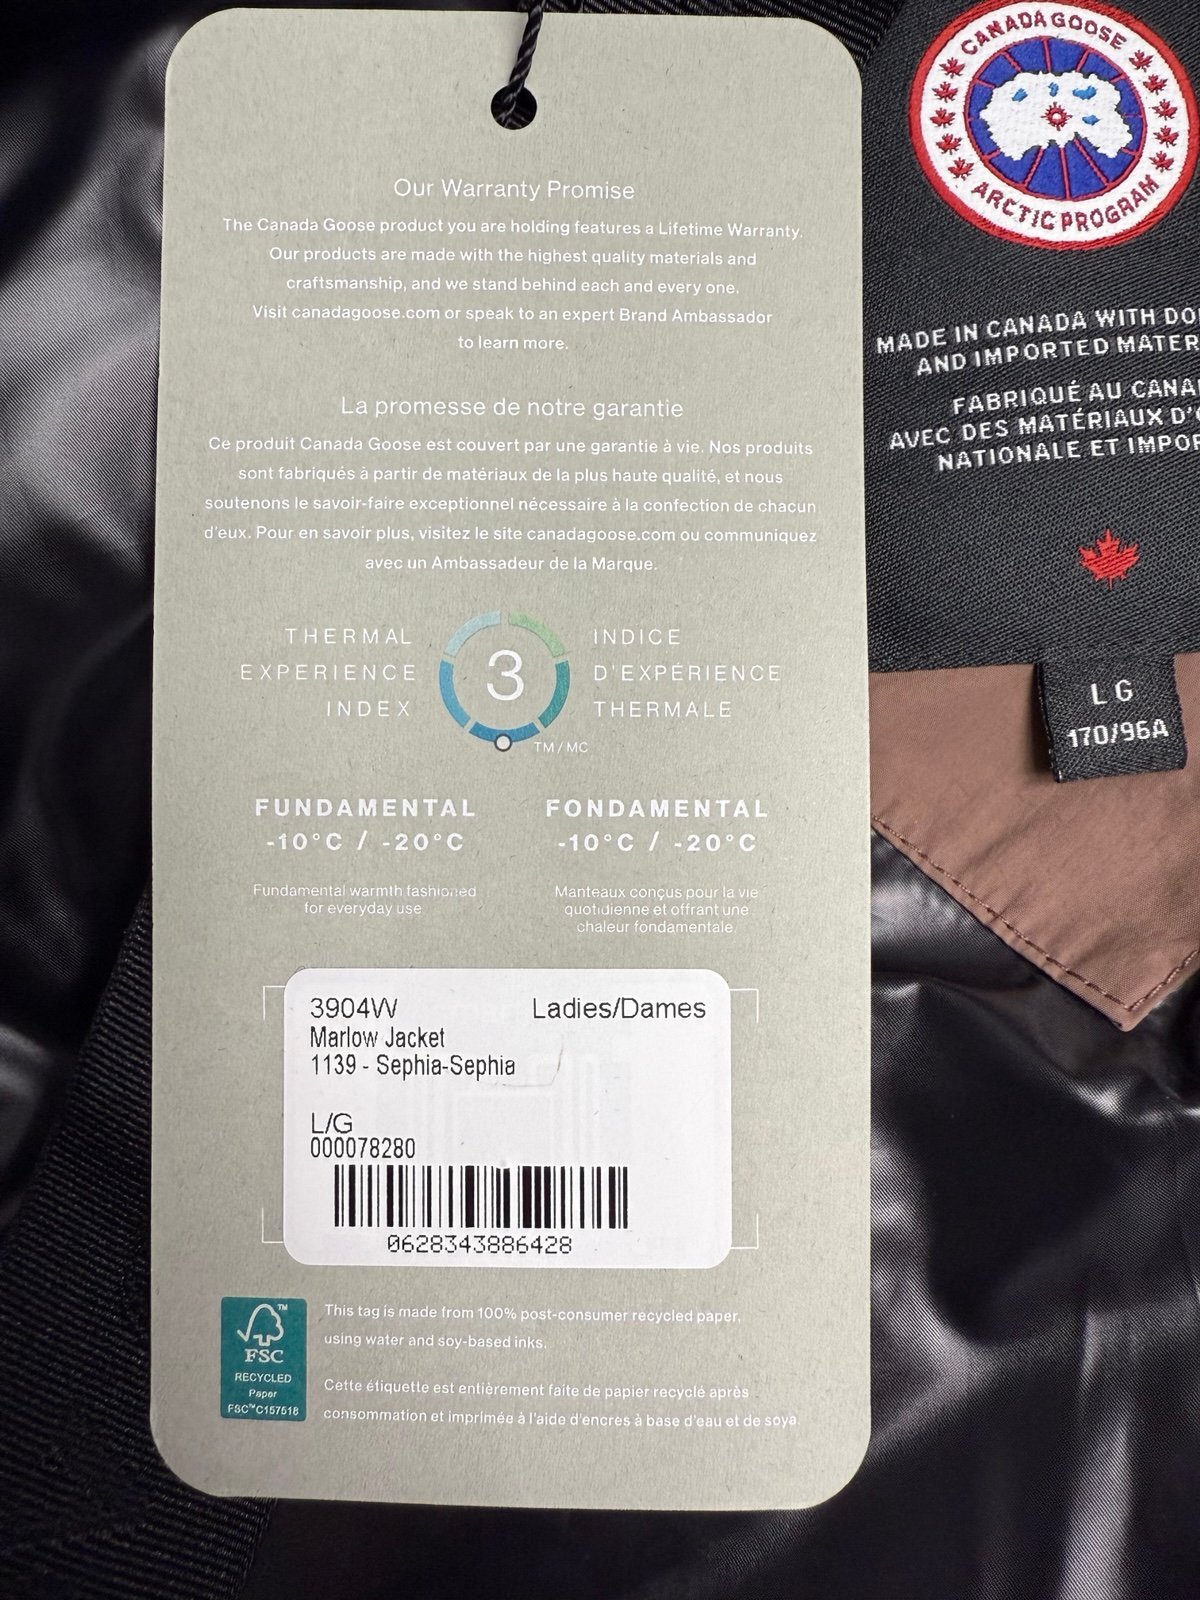 Our Warranty Promise
The Canada Goose product you are holding features a Lifetime Warranty.
Our products are made with the highest quality materials and
craftsmanship, and we stand behind each and every one.
Visit canadagoose.com or speak to an expert Brand Ambassador
to learn more.
La promesse de notre garantie
Ce produit Canada Goose est couvert par une garantie à vie. Nos produits
sont fabriqués à partir de matériaux de la plus haute qualité, et nous
soutenons le savoir-faire exceptionnel nécessaire à la confection de chacun
d'eux. Pour en savoir plus, visitez le site canadagoose.com ou communiquez
avec un Ambassadeur de la Marque.
THERMAL
EXPERIENCE
INDEX
3
TM/MC
INDICE
D'EXPÉRIENCE
THERMALE
FUNDAMENTAL
-10°C / -20°C
Fundamental warmth fashioned
for everyday use
FONDAMENTAL
-10°C / -20°C
Manteaux conçus pour la vie
quotidienne et offrant une
chaleur fondamentale.
3904W Ladies/Dames
Marlow Jacket
1139 - Sephia-Sephia
L/G
000078280
0628343886428
FSC™
RECYCLED
Paper
FSC™C157518
This tag is made from 100% post-consumer recycled paper,
using water and soy-based inks.
Cette étiquette est entièrement faite de papier recyclé après
consommation et imprimée à l'aide d'encres à base d'eau et de soya.
CANADA GOOSE
ARCTIC PROGRAM
MADE IN CANADA WITH DO
AND IMPORTED MATER
FABRIQUÉ AU CANA
AVEC DES MATÉRIAUX D'
NATIONALE ET IMPOR
LG
170/96A